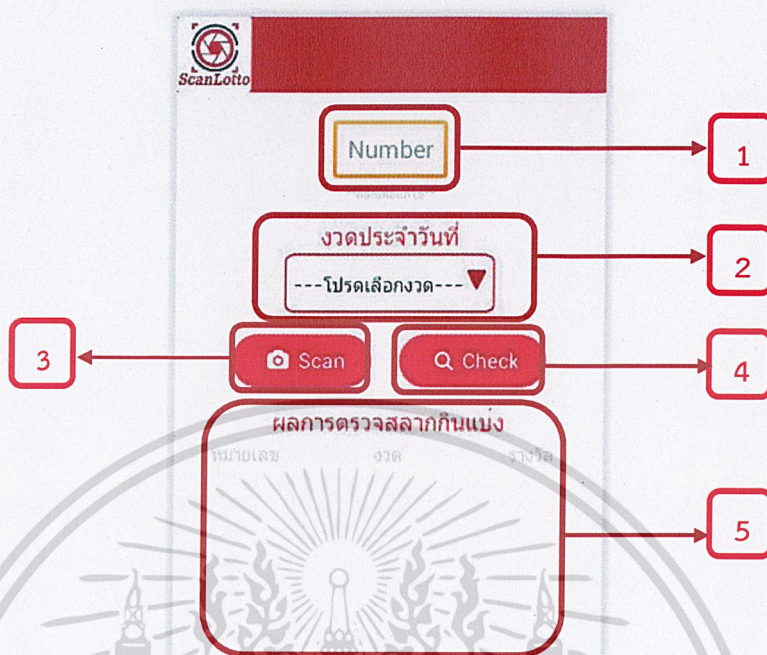 ScanLotto
Number
1
งวดประจำวันที่
---โปรดเลือกงวด---
2
3
Scan
Check
4
ผลการตรวจสลากกินแบ่ง
หมายเลข งวด รางวัล
5